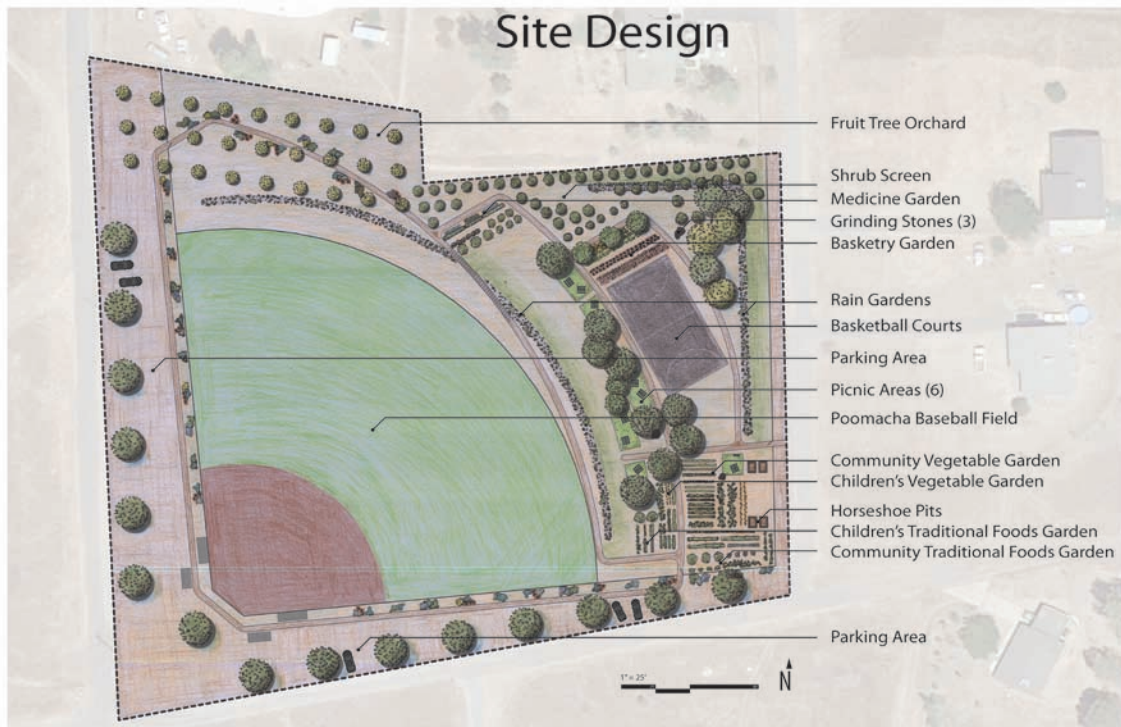 Site Design
Fruit Tree Orchard
Shrub Screen
Medicine Garden
Grinding Stones (3)
Basketry Garden
Rain Gardens
Basketball Courts
Parking Area
Picnic Areas (6)
Poomacha Baseball Field
Community Vegetable Garden
Children's Vegetable Garden
Horseshoe Pits
Children's Traditional Foods Garden
Community Traditional Foods Garden
Parking Area
1" = 25'
N